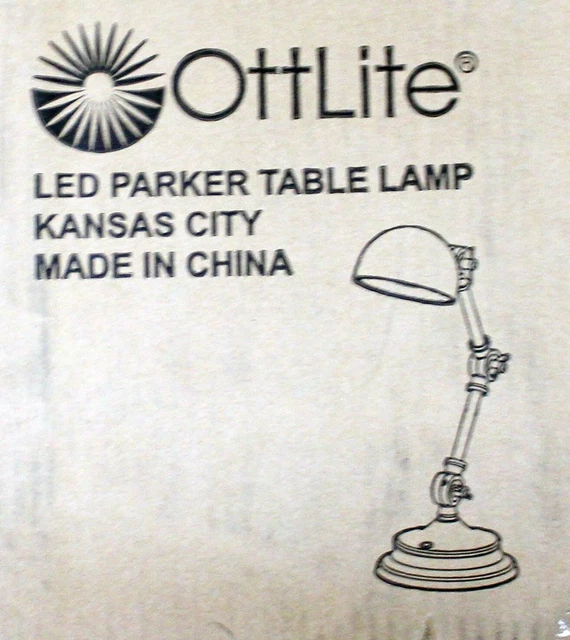 OttLite®
LED PARKER TABLE LAMP
KANSAS CITY
MADE IN CHINA